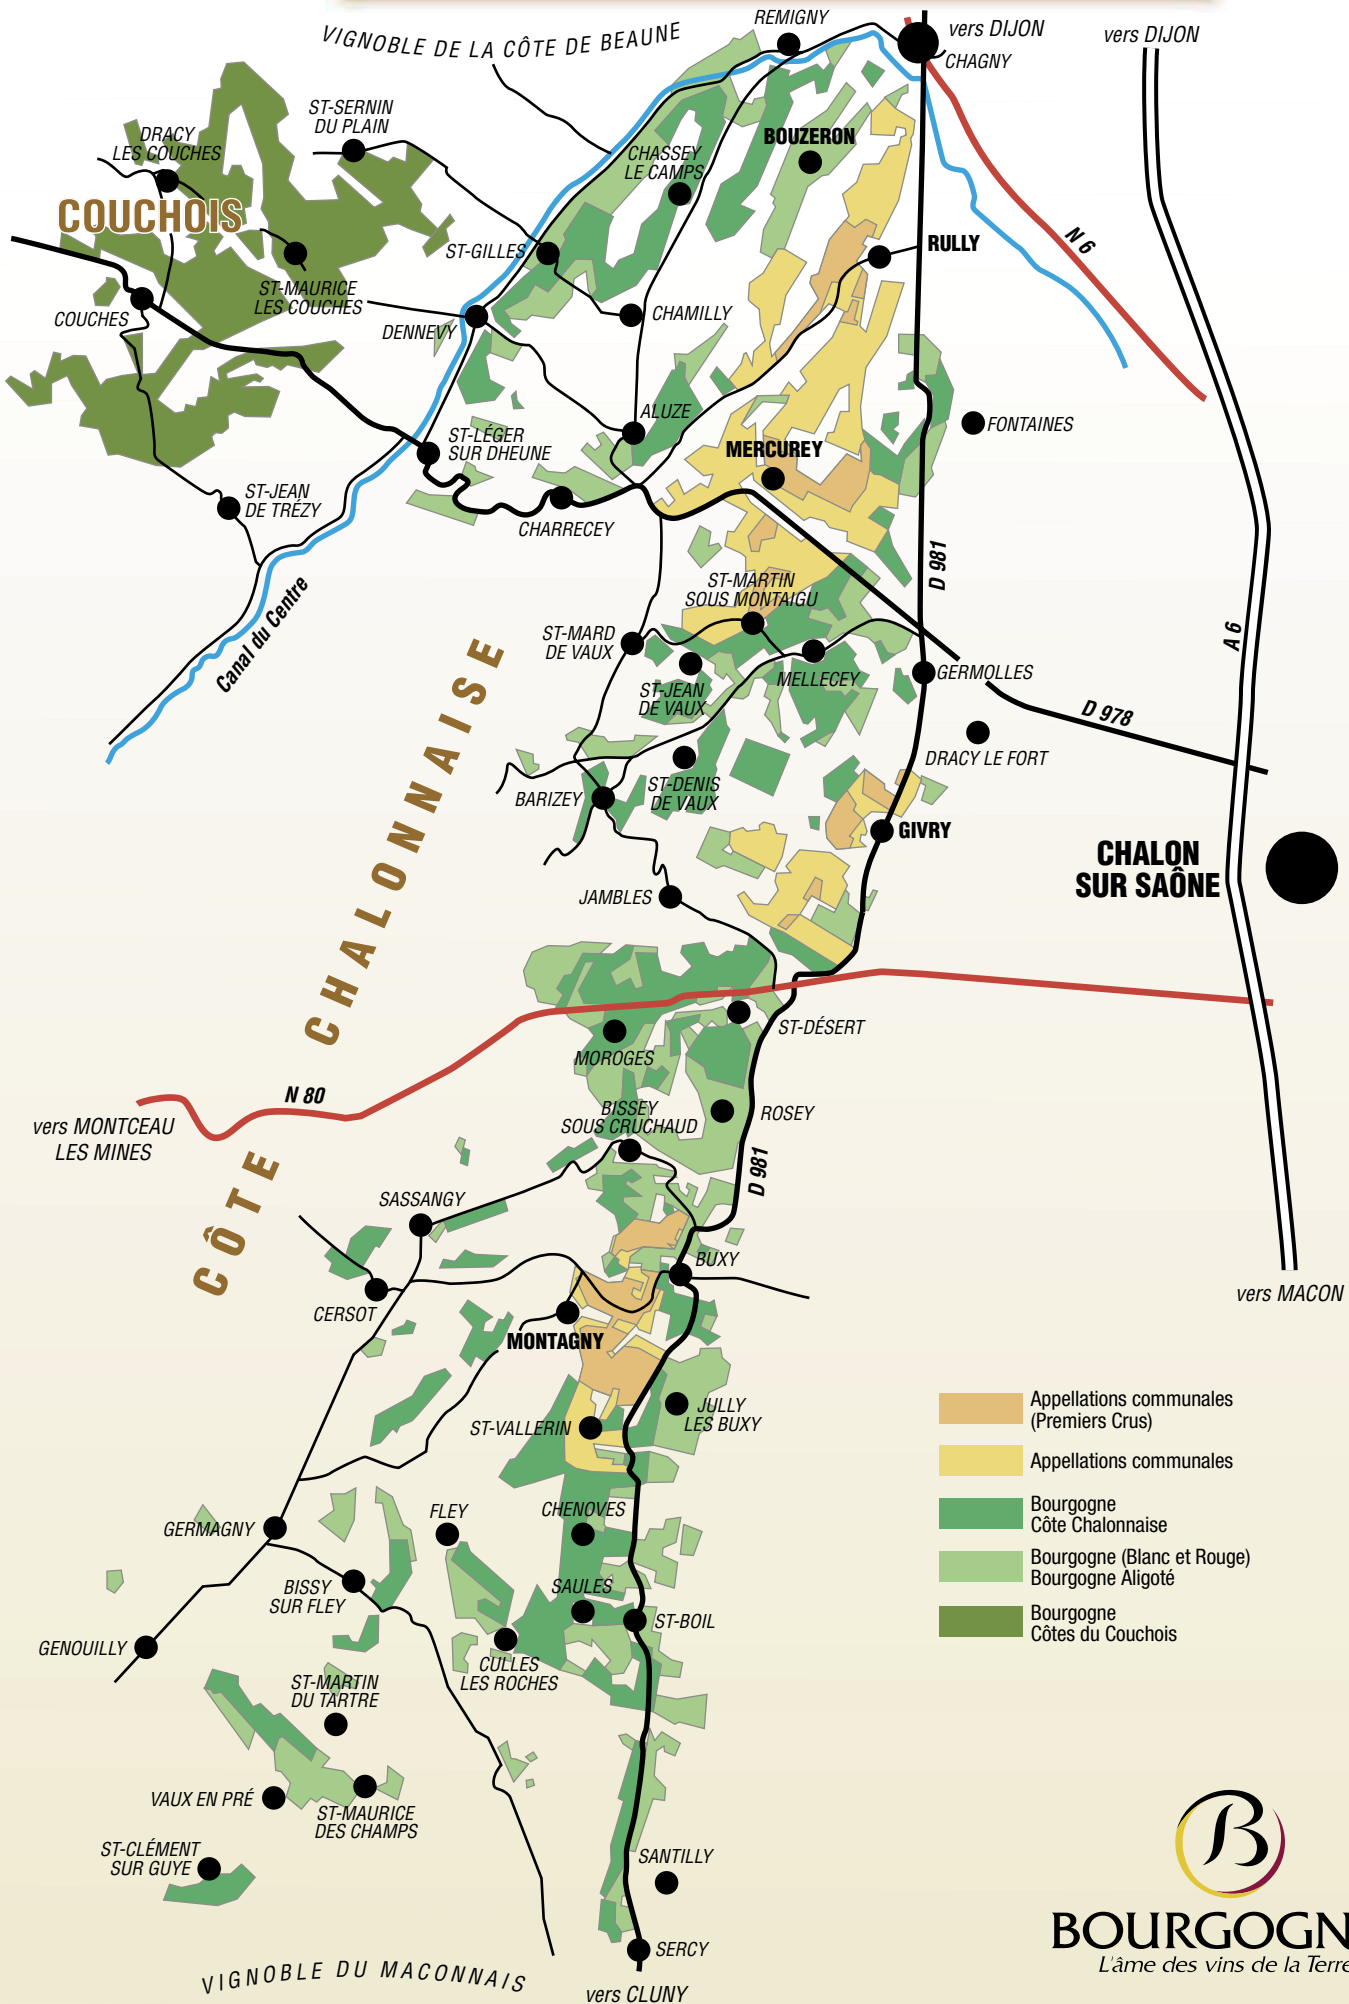 REMIGNY
vers DIJON
vers DIJON
CHAGNY
VIGNOBLE DE LA CÔTE DE BEAUNE
ST-SERNIN
DU PLAIN
DRACY
LES COUCHES
BOUZERON
CHASSEY
LE CAMPS
COUCHOIS
ST-GILLES
RULLY
N 6
ST-MAURICE
LES COUCHES
COUCHES
DENNEVY
CHAMILLY
ALUZE
FONTAINES
ST-LÉGER
SUR DHEUNE
MERCUREY
ST-JEAN
DE TRÉZY
CHARRECEY
D 981
Canal du Centre
ST-MARTIN
SOUS MONTAIGU
ST-MARD
DE VAUX
A 6
ST-JEAN
DE VAUX
MELLECEY
GERMOLLES
D 978
DRACY LE FORT
ST-DENIS
DE VAUX
BARIZEY
GIVRY
CHALON
SUR SAÔNE
JAMBLES
CÔTE CHALONNAISE
ST-DÉSERT
MOROGES
N 80
vers MONTCEAU
LES MINES
BISSEY
SOUS CRUCHAUD
ROSEY
D 981
SASSANGY
BUXY
CERSOT
vers MACON
MONTAGNY
JULLY
LES BUXY
ST-VALLERIN
Appellations communales
(Premiers Crus)
Appellations communales
Bourgogne
Côte Chalonnaise
Bourgogne (Blanc et Rouge)
Bourgogne Aligoté
Bourgogne
Côtes du Couchois
GERMAGNY
FLEY
CHENOVES
BISSY
SUR FLEY
SAULES
ST-BOIL
GENOUILLY
CULLES
LES ROCHES
ST-MARTIN
DU TARTRE
VAUX EN PRÉ
ST-MAURICE
DES CHAMPS
ST-CLÉMENT
SUR GUYE
SANTILLY
SERCY
VIGNOBLE DU MACONNAIS
vers CLUNY
B
BOURGOGN
L'âme des vins de la Terre